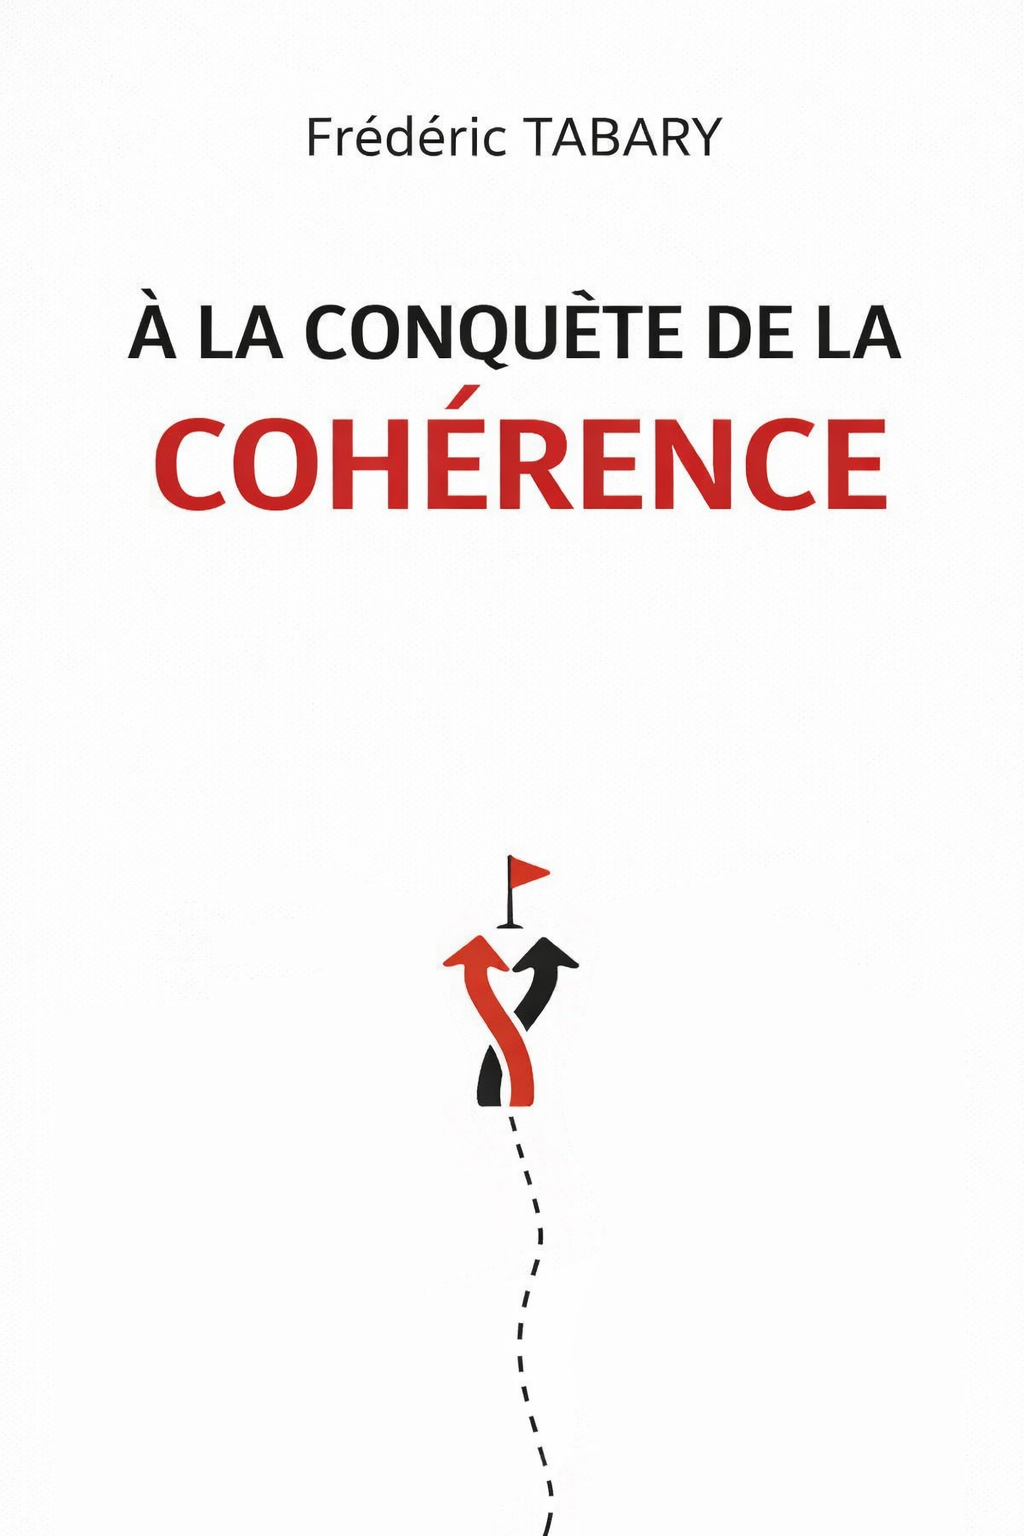 Frédéric TABARY
À LA CONQUÊTE DE LA
COHÉRENCE